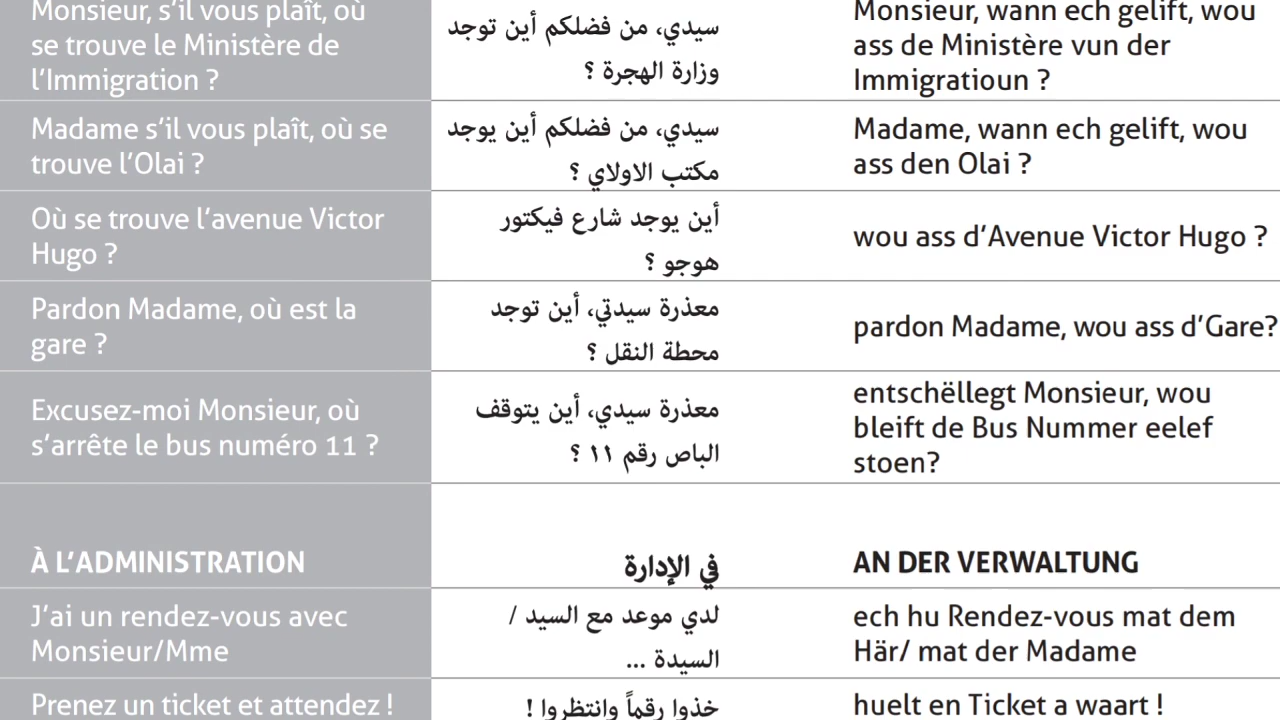 Monsieur, s’il vous plaît, où
se trouve le Ministère de
l’Immigration ?
سيدي، من فضلكم أين توجد
وزارة الهجرة ؟
Monsieur, wann ech gelift, wou
ass de Ministère vun der
Immigratioun ?
Madame s’il vous plaît, où se
trouve l’Olai ?
سيدي، من فضلكم أين يوجد
مكتب الاولاي ؟
Madame, wann ech gelift, wou
ass den Olai ?
Où se trouve l’avenue Victor
Hugo ?
أين يوجد شارع فيكتور
هوجو ؟
wou ass d’Avenue Victor Hugo ?
Pardon Madame, où est la
gare ?
معذرة سيدتي، أين توجد
محطة النقل ؟
pardon Madame, wou ass d’Gare?
Excusez-moi Monsieur, où
s’arrête le bus numéro 11 ?
معذرة سيدي، أين يتوقف
الباص رقم ١١ ؟
entschëllegt Monsieur, wou
bleift de Bus Nummer eelef
stoen?
À L’ADMINISTRATION
في الإدارة
AN DER VERWALTUNG
J’ai un rendez-vous avec
Monsieur/Mme
لدي موعد مع السيد /
السيدة ...
ech hu Rendez-vous mat dem
Här/ mat der Madame
Prenez un ticket et attendez !
خذوا رقماً وانتظروا !
huelt en Ticket a waart !